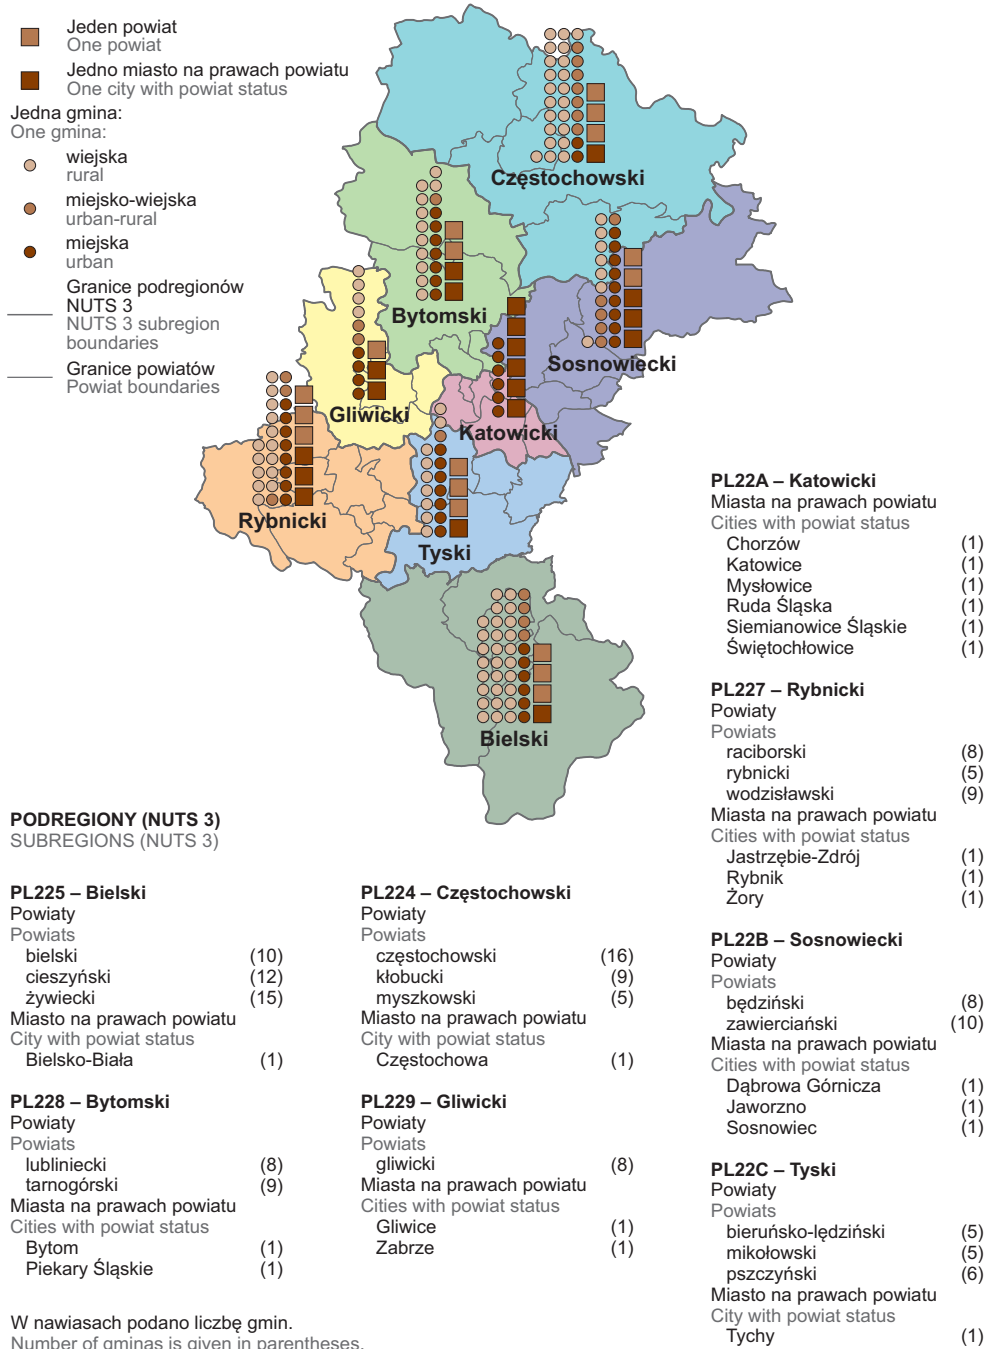 Jeden powiat
One powiat
Jedno miasto na prawach powiatu
One city with powiat status
Jedna gmina:
One gmina:
wiejska
rural
miejsko-wiejska
urban-rural
miejska
urban
Granice podregionów
NUTS 3
NUTS 3 subregion
boundaries
Granice powiatów
Powiat boundaries
Częstochowski
Bytomski
Sosnowiecki
Gliwicki
Katowicki
Rybnicki
Tyski
Bielski
PODREGIONY (NUTS 3)
SUBREGIONS (NUTS 3)
PL225 – Bielski
Powiaty
Powiats
bielski (10)
cieszyński (12)
żywiecki (15)
Miasto na prawach powiatu
City with powiat status
Bielsko-Biała (1)
PL228 – Bytomski
Powiaty
Powiats
lubliniecki (8)
tarnogórski (9)
Miasta na prawach powiatu
Cities with powiat status
Bytom (1)
Piekary Śląskie (1)
W nawiasach podano liczbę gmin.
Number of gminas is given in parentheses.
PL224 – Częstochowski
Powiaty
Powiats
częstochowski (16)
kłobucki (9)
myszkowski (5)
Miasto na prawach powiatu
City with powiat status
Częstochowa (1)
PL229 – Gliwicki
Powiaty
Powiats
gliwicki (8)
Miasta na prawach powiatu
Cities with powiat status
Gliwice (1)
Zabrze (1)
PL22A – Katowicki
Miasta na prawach powiatu
Cities with powiat status
Chorzów (1)
Katowice (1)
Mysłowice (1)
Ruda Śląska (1)
Siemianowice Śląskie (1)
Świętochłowice (1)
PL227 – Rybnicki
Powiaty
Powiats
raciborski (8)
rybnicki (5)
wodzisławski (9)
Miasta na prawach powiatu
Cities with powiat status
Jastrzębie-Zdrój (1)
Rybnik (1)
Żory (1)
PL22B – Sosnowiecki
Powiaty
Powiats
będziński (8)
zawierciański (10)
Miasta na prawach powiatu
Cities with powiat status
Dąbrowa Górnicza (1)
Jaworzno (1)
Sosnowiec (1)
PL22C – Tyski
Powiaty
Powiats
bieruńsko-lędziński (5)
mikołowski (5)
pszczyński (6)
Miasto na prawach powiatu
City with powiat status
Tychy (1)